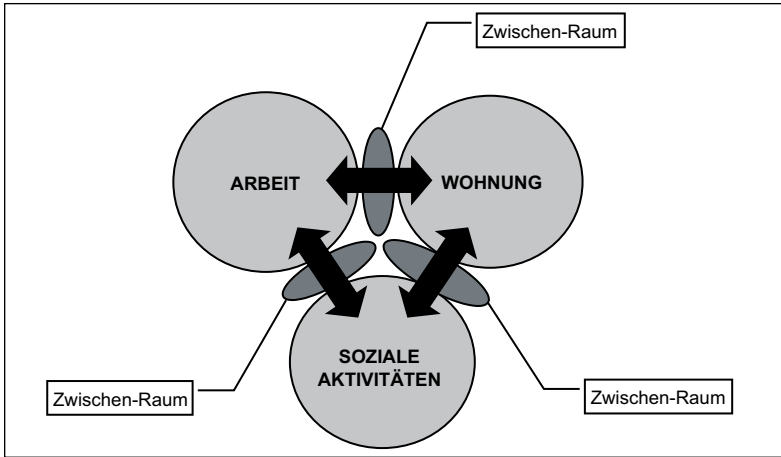 Zwischen-Raum
ARBEIT
WOHNUNG
SOZIALE
AKTIVITÄTEN
Zwischen-Raum
Zwischen-Raum